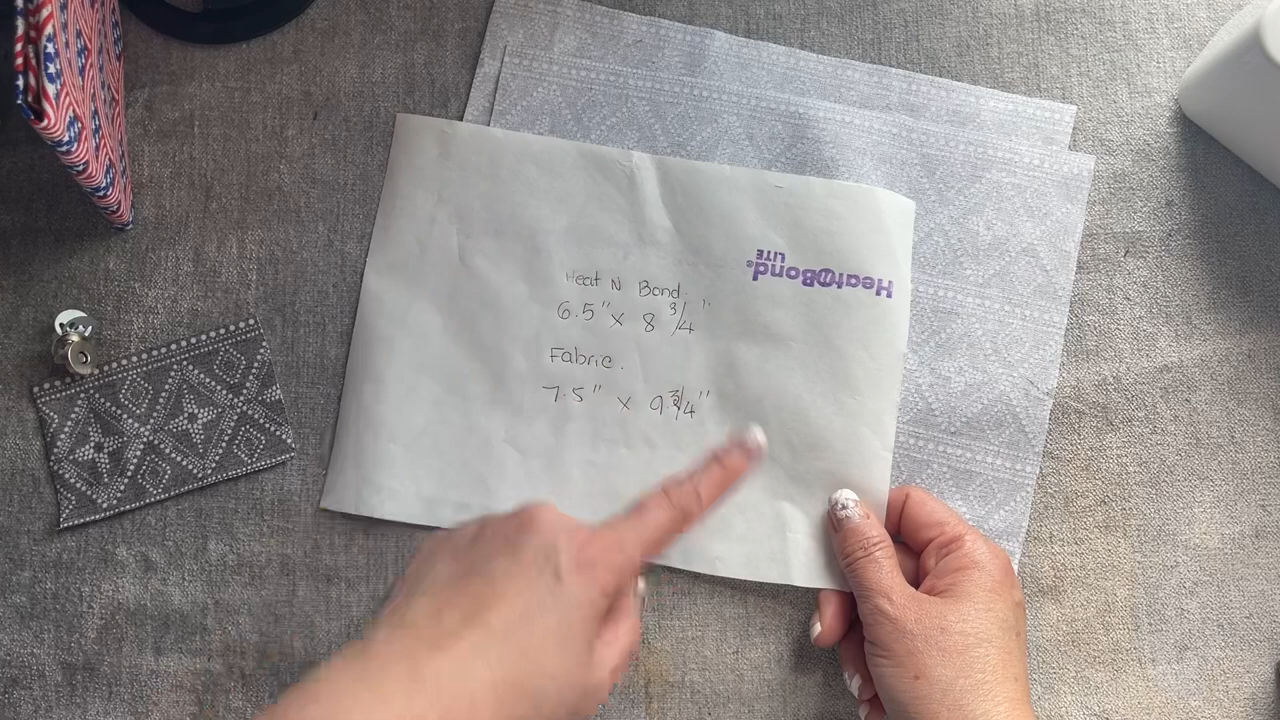 HeatnBond®
LITE
Heat N Bond.
6.5" x 8 3/4"
Fabric.
7.5" x 9 3/4"